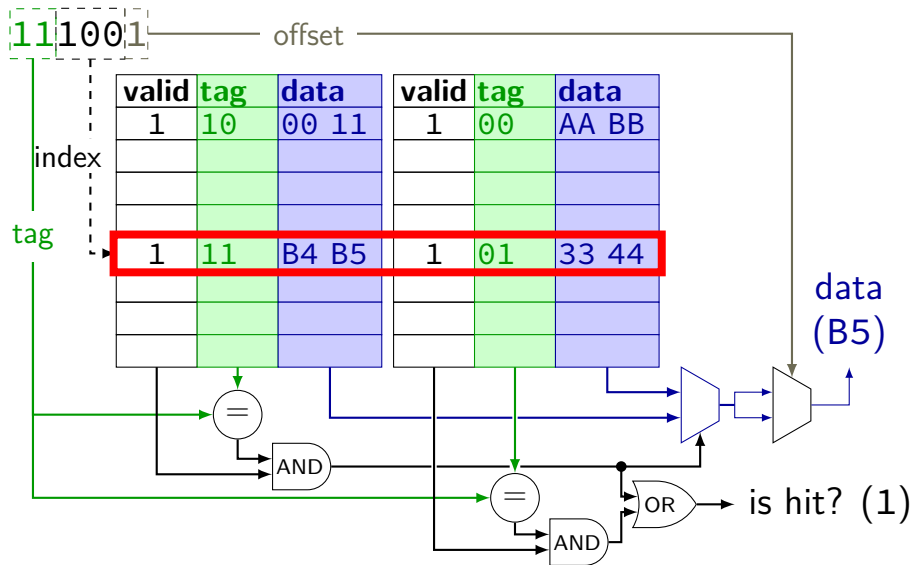 111001
offset
valid tag data valid tag data
1 10 00 11 1 00 AA BB
index
tag
1 11 B4 B5 1 01 33 44
data
(B5)
=
AND
=
OR
is hit? (1)
AND